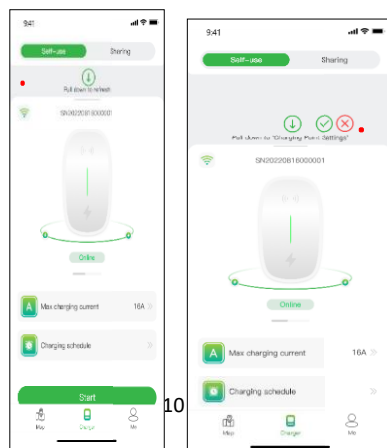 9:41
Self-use Sharing
Pull down to refresh
SN20220816000001
Online
A Max charging current 16A
Charging schedule
Start
Map Charger Me
10
9:41
Self-use Sharing
Pull down to "Charging Point Settings"
SN20220816000001
Online
A Max charging current 16A
Charging schedule
Map Charger Me